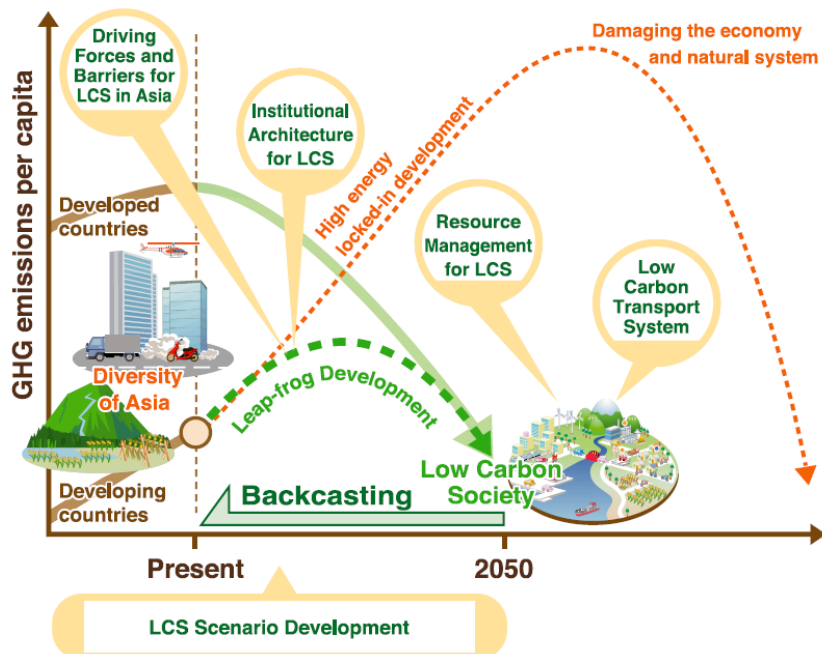 Damaging the economy
and natural system
Driving
Forces and
Barriers for
LCS in Asia
Institutional
Architecture
for LCS
High energy
locked-in development
GHG emissions per capita
Developed
countries
Resource
Management
for LCS
Low
Carbon
Transport
System
Diversity
of Asia
Leap-frog Development
Low Carbon
Society
Developing
countries
Backcasting
Present
2050
LCS Scenario Development